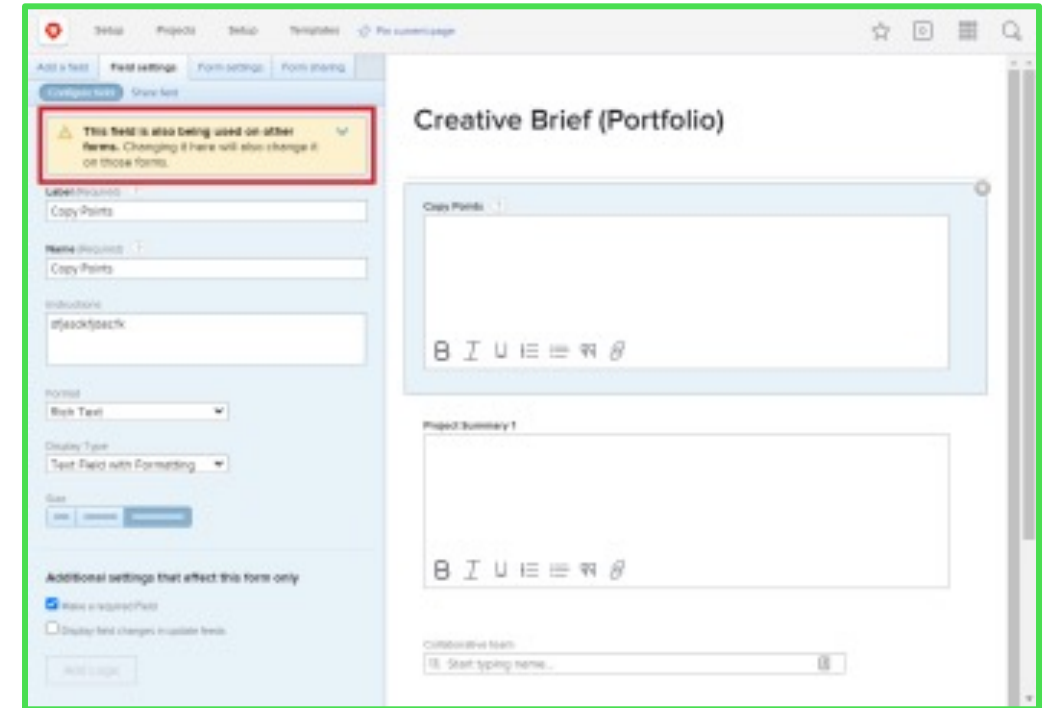 Setup Projects Setup Templates Pin current page
Add a field Field settings Form settings Form sharing
Configure field Share field
This field is also being used on other
forms. Changing it here will also change it
on those forms.
Label (Required)
Copy Points
Name (Required)
Copy Points
Instructions
Format
Rich Text
Display Type
Text Field with Formatting
Size
Additional settings that affect this form only
Make a required Field
Display field changes in update feeds
Add Logic
Creative Brief (Portfolio)
Copy Points
B I U
Project Summary 1
B I U
Collaborative team
Start typing name...